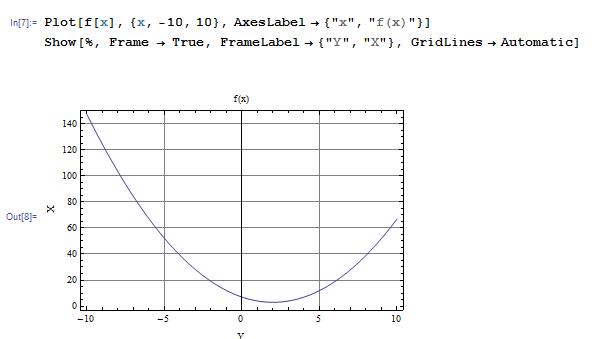 In[7]:= Plot[f[x], {x, -10, 10}, AxesLabel → {"x", "f(x)"}]
Show[%, Frame → True, FrameLabel → {"Y", "X"}, GridLines → Automatic]
f(x)
140
120
100
80
Out[8]= X
60
40
20
0
-10 -5 0 5 10
Y